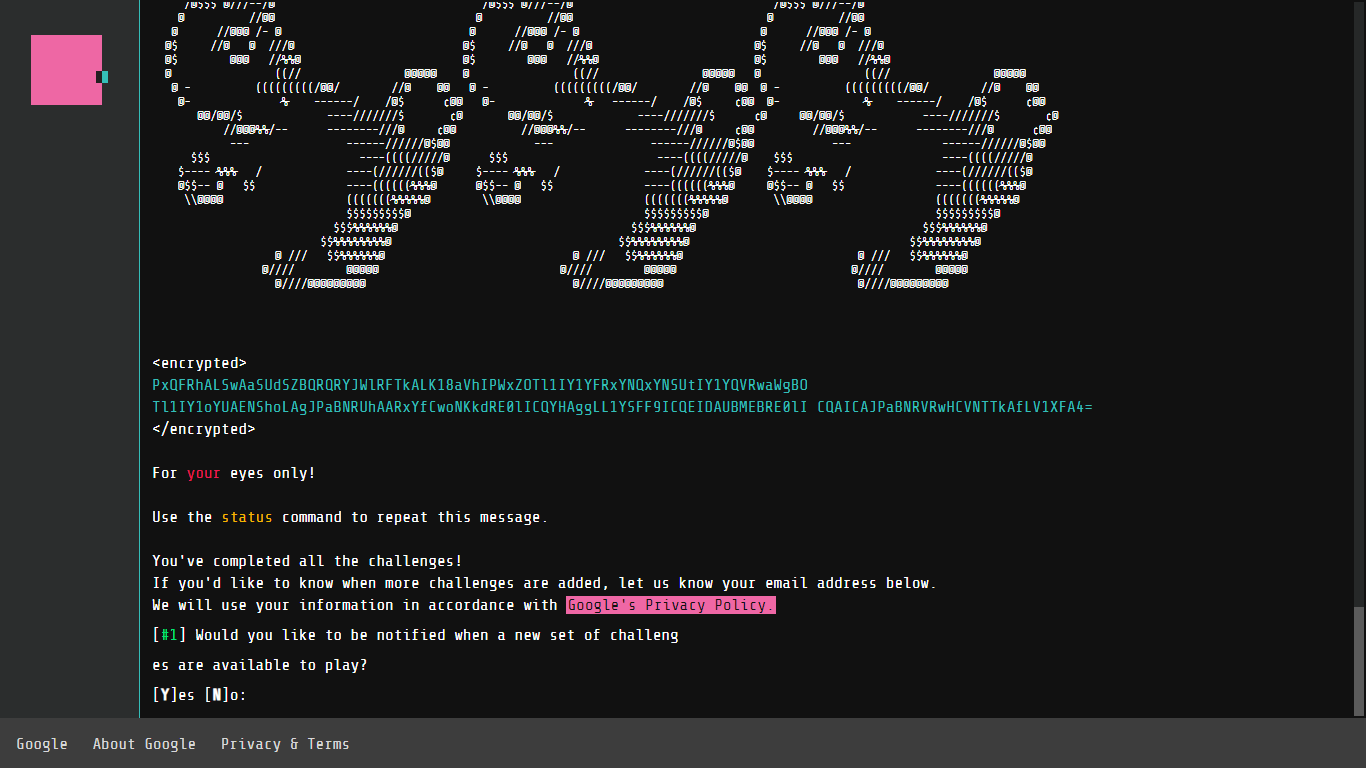 <encrypted>
PxQFRhALSwAaSUdSZBQRQRYJWlRFTkALK18aVhIPWxZOTl1IY1YFRxYNQxYNSUtIY1YQVRwaWgBO
Tl1IY1oYUAENShoLAgJPaBNRUhAARxYfCwoNKkdRE0lICQYHAggLL1YSFF9ICQEIDAUBMEBRE0lI CQAICAJPaBNRVRwHCVNTTkAfLV1XFA4=
</encrypted>
For your eyes only!
Use the status command to repeat this message.
You've completed all the challenges!
If you'd like to know when more challenges are added, let us know your email address below.
We will use your information in accordance with Google's Privacy Policy.
[#1] Would you like to be notified when a new set of challeng
es are available to play?
[Y]es [N]o:
Google About Google Privacy & Terms